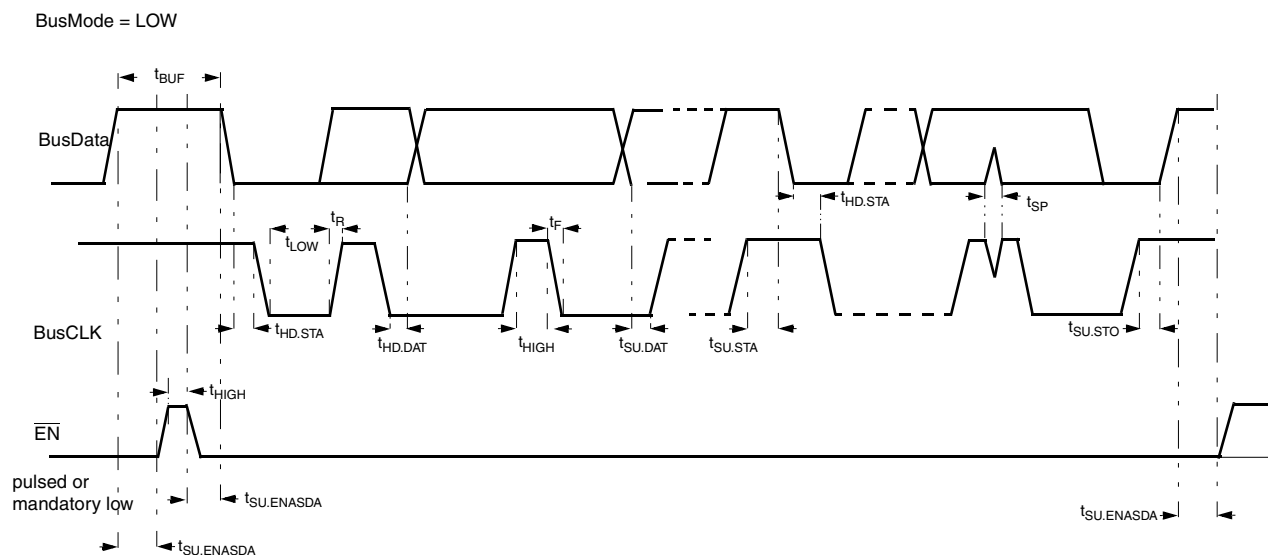 BusMode = LOW
tBUF
BusData
tHD.STA
tSP
tR
tF
tLOW
BusCLK
tHD.STA
tHD.DAT
tHIGH
tSU.DAT
tSU.STA
tSU.STO
tHIGH
EN
pulsed or
mandatory low
tSU.ENASDA
tSU.ENASDA
tSU.ENASDA